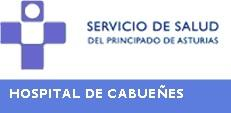 SERVICIO DE SALUD
DEL PRINCIPADO DE ASTURIAS
HOSPITAL DE CABUEÑES